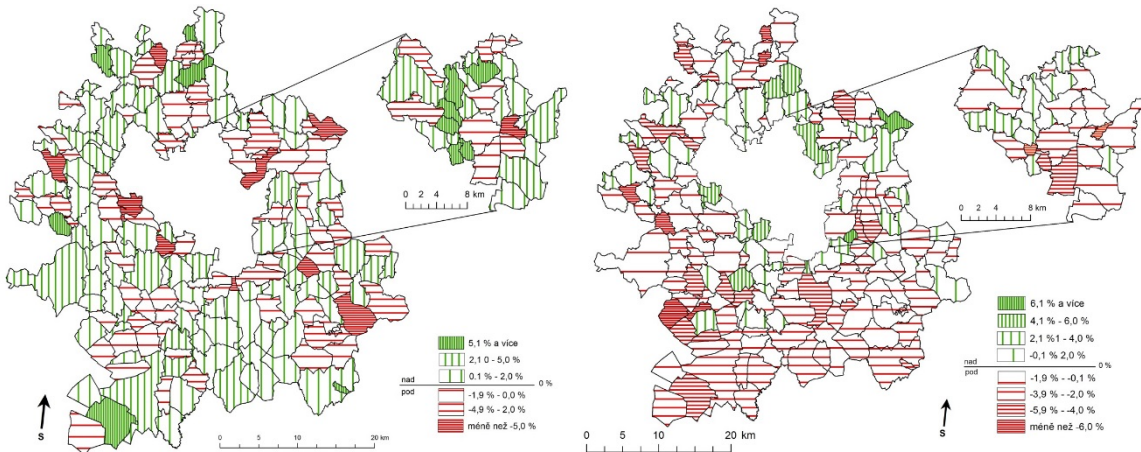 0 2 4 8 km
5,1 % a více
2,1 0 - 5,0 %
0.1 % - 2,0 %
nad
pod
0 %
-1,9 % - 0,0 %
-4,9 % - 2,0 %
méně než -5,0 %
S
0 5 10 20 km
0 2 4 8 km
6,1 % a více
4,1 % - 6,0 %
2,1 %1 - 4,0 %
-0,1 % 2,0 %
nad
pod
0 %
-1,9 % - -0,1 %
-3,9 % - -2,0 %
-5,9 % - -4,0 %
méně než -6,0 %
S
0 5 10 20 km